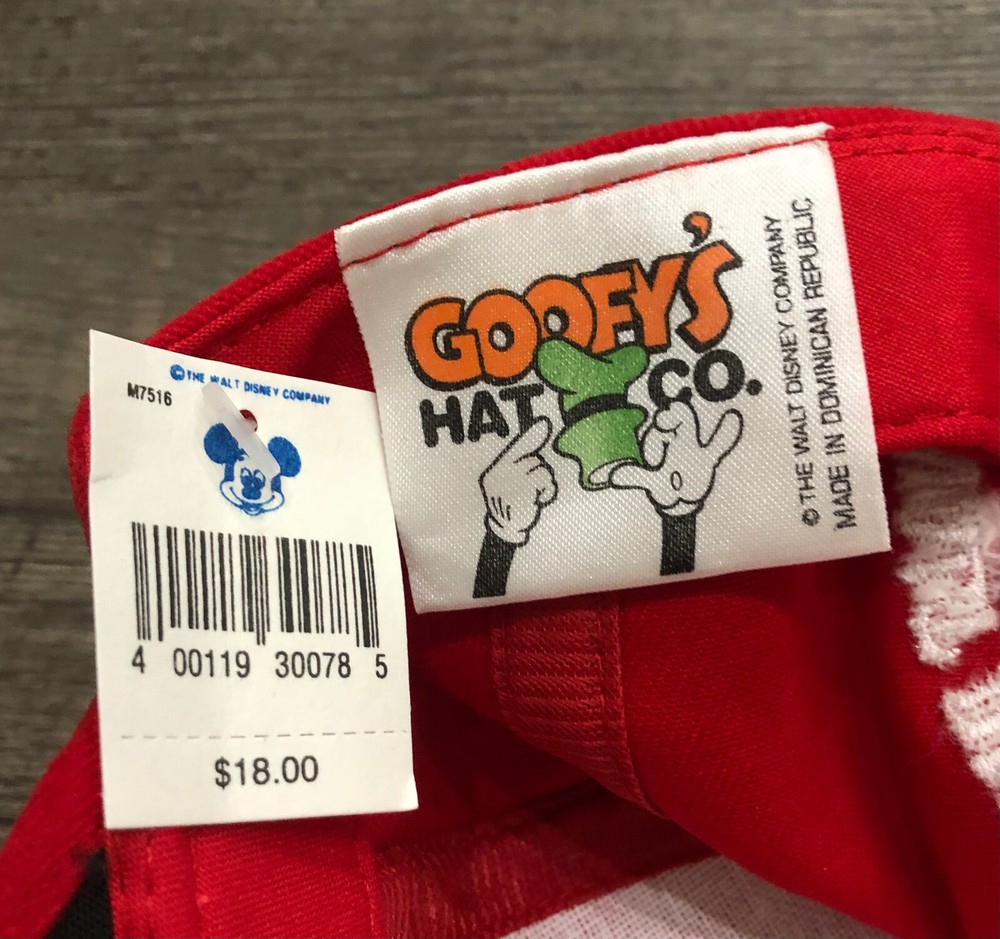 ©THE WALT DISNEY COMPANY
M7516
4 00119 30078 5
$18.00
GOOFY'S
HAT CO.
© THE WALT DISNEY COMPANY
MADE IN DOMINICAN REPUBLIC